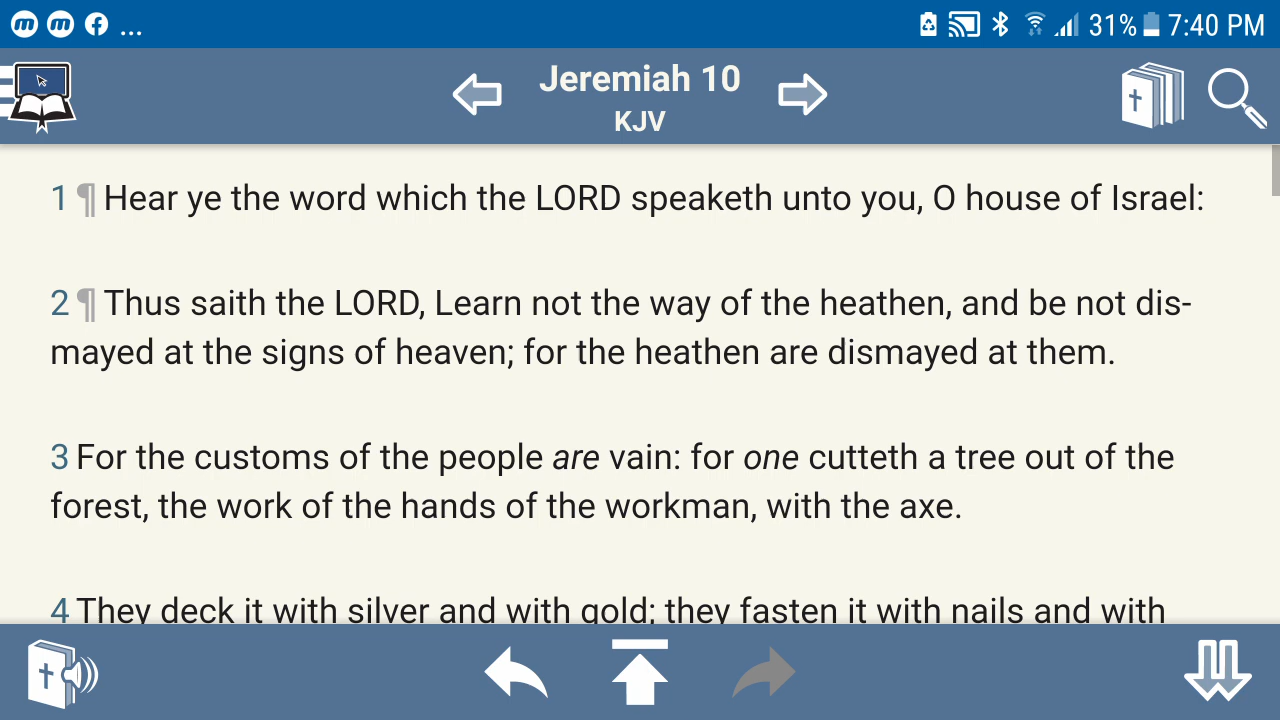 ... 31% 7:40 PM
Jeremiah 10
KJV
1 ¶ Hear ye the word which the LORD speaketh unto you, O house of Israel:
2 ¶ Thus saith the LORD, Learn not the way of the heathen, and be not dis-
mayed at the signs of heaven; for the heathen are dismayed at them.
3 For the customs of the people are vain: for one cutteth a tree out of the
forest, the work of the hands of the workman, with the axe.
4 They deck it with silver and with gold; they fasten it with nails and with